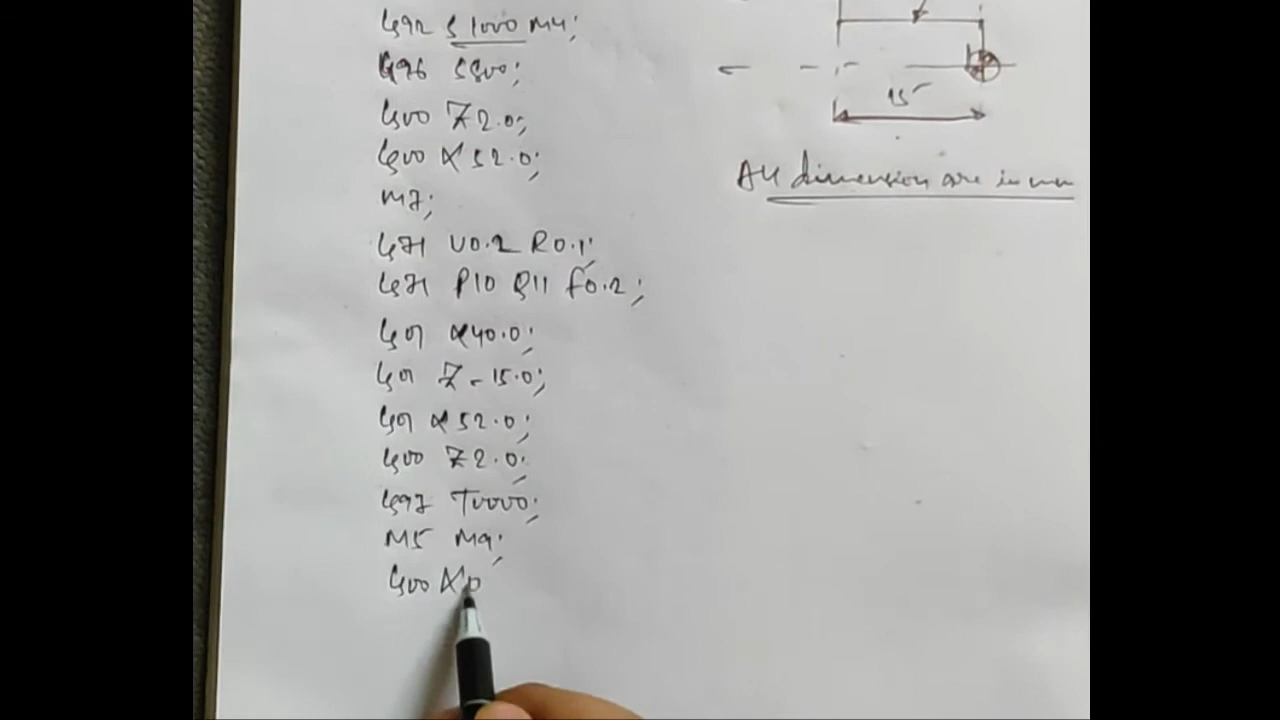 G92 S1000 M4;
G96 S800;
G00 Z2.0;
G00 X52.0;
M7;
G71 U0.2 R0.1;
G71 P10 Q11 F0.2;
G01 X40.0;
G01 Z-15.0;
G01 X52.0;
G00 Z2.0;
G97 T0000;
M5 M9;
G00 X0
15
All dimension are in mm